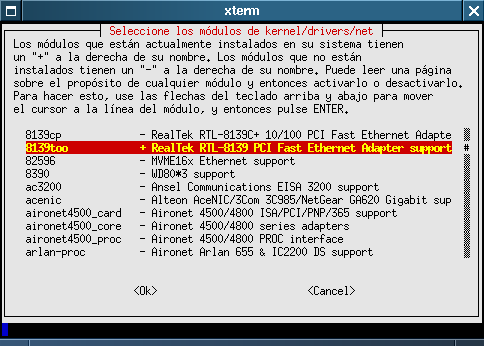 xterm
Seleccione los módulos de kernel/drivers/net
Los módulos que están actualmente instalados en su sistema tienen
un "+" a la derecha de su nombre. Los módulos que no están
instalados tienen un "-" a la derecha de su nombre. Puede leer una página
sobre el propósito de cualquier módulo y entonces activarlo o desactivarlo.
Para hacer esto, use las flechas del teclado arriba y abajo para mover
el cursor a la línea del módulo, y entonces pulse ENTER.
8139cp - RealTek RTL-8139C+ 10/100 PCI Fast Ethernet Adapte
8139too + RealTek RTL-8139 PCI Fast Ethernet Adapter support #
82596 - MVME16x Ethernet support
8390 - WD80*3 support
ac3200 - Ansel Communications EISA 3200 support
acenic - Alteon AceNIC/3Com 3C985/NetGear GA620 Gigabit sup
aironet4500_card - Aironet 4500/4800 ISA/PCI/PNP/365 support
aironet4500_core - Aironet 4500/4800 series adapters
aironet4500_proc - Aironet 4500/4800 PROC interface
arlan-proc - Aironet Arlan 655 & IC2200 DS support
<Ok> <Cancel>